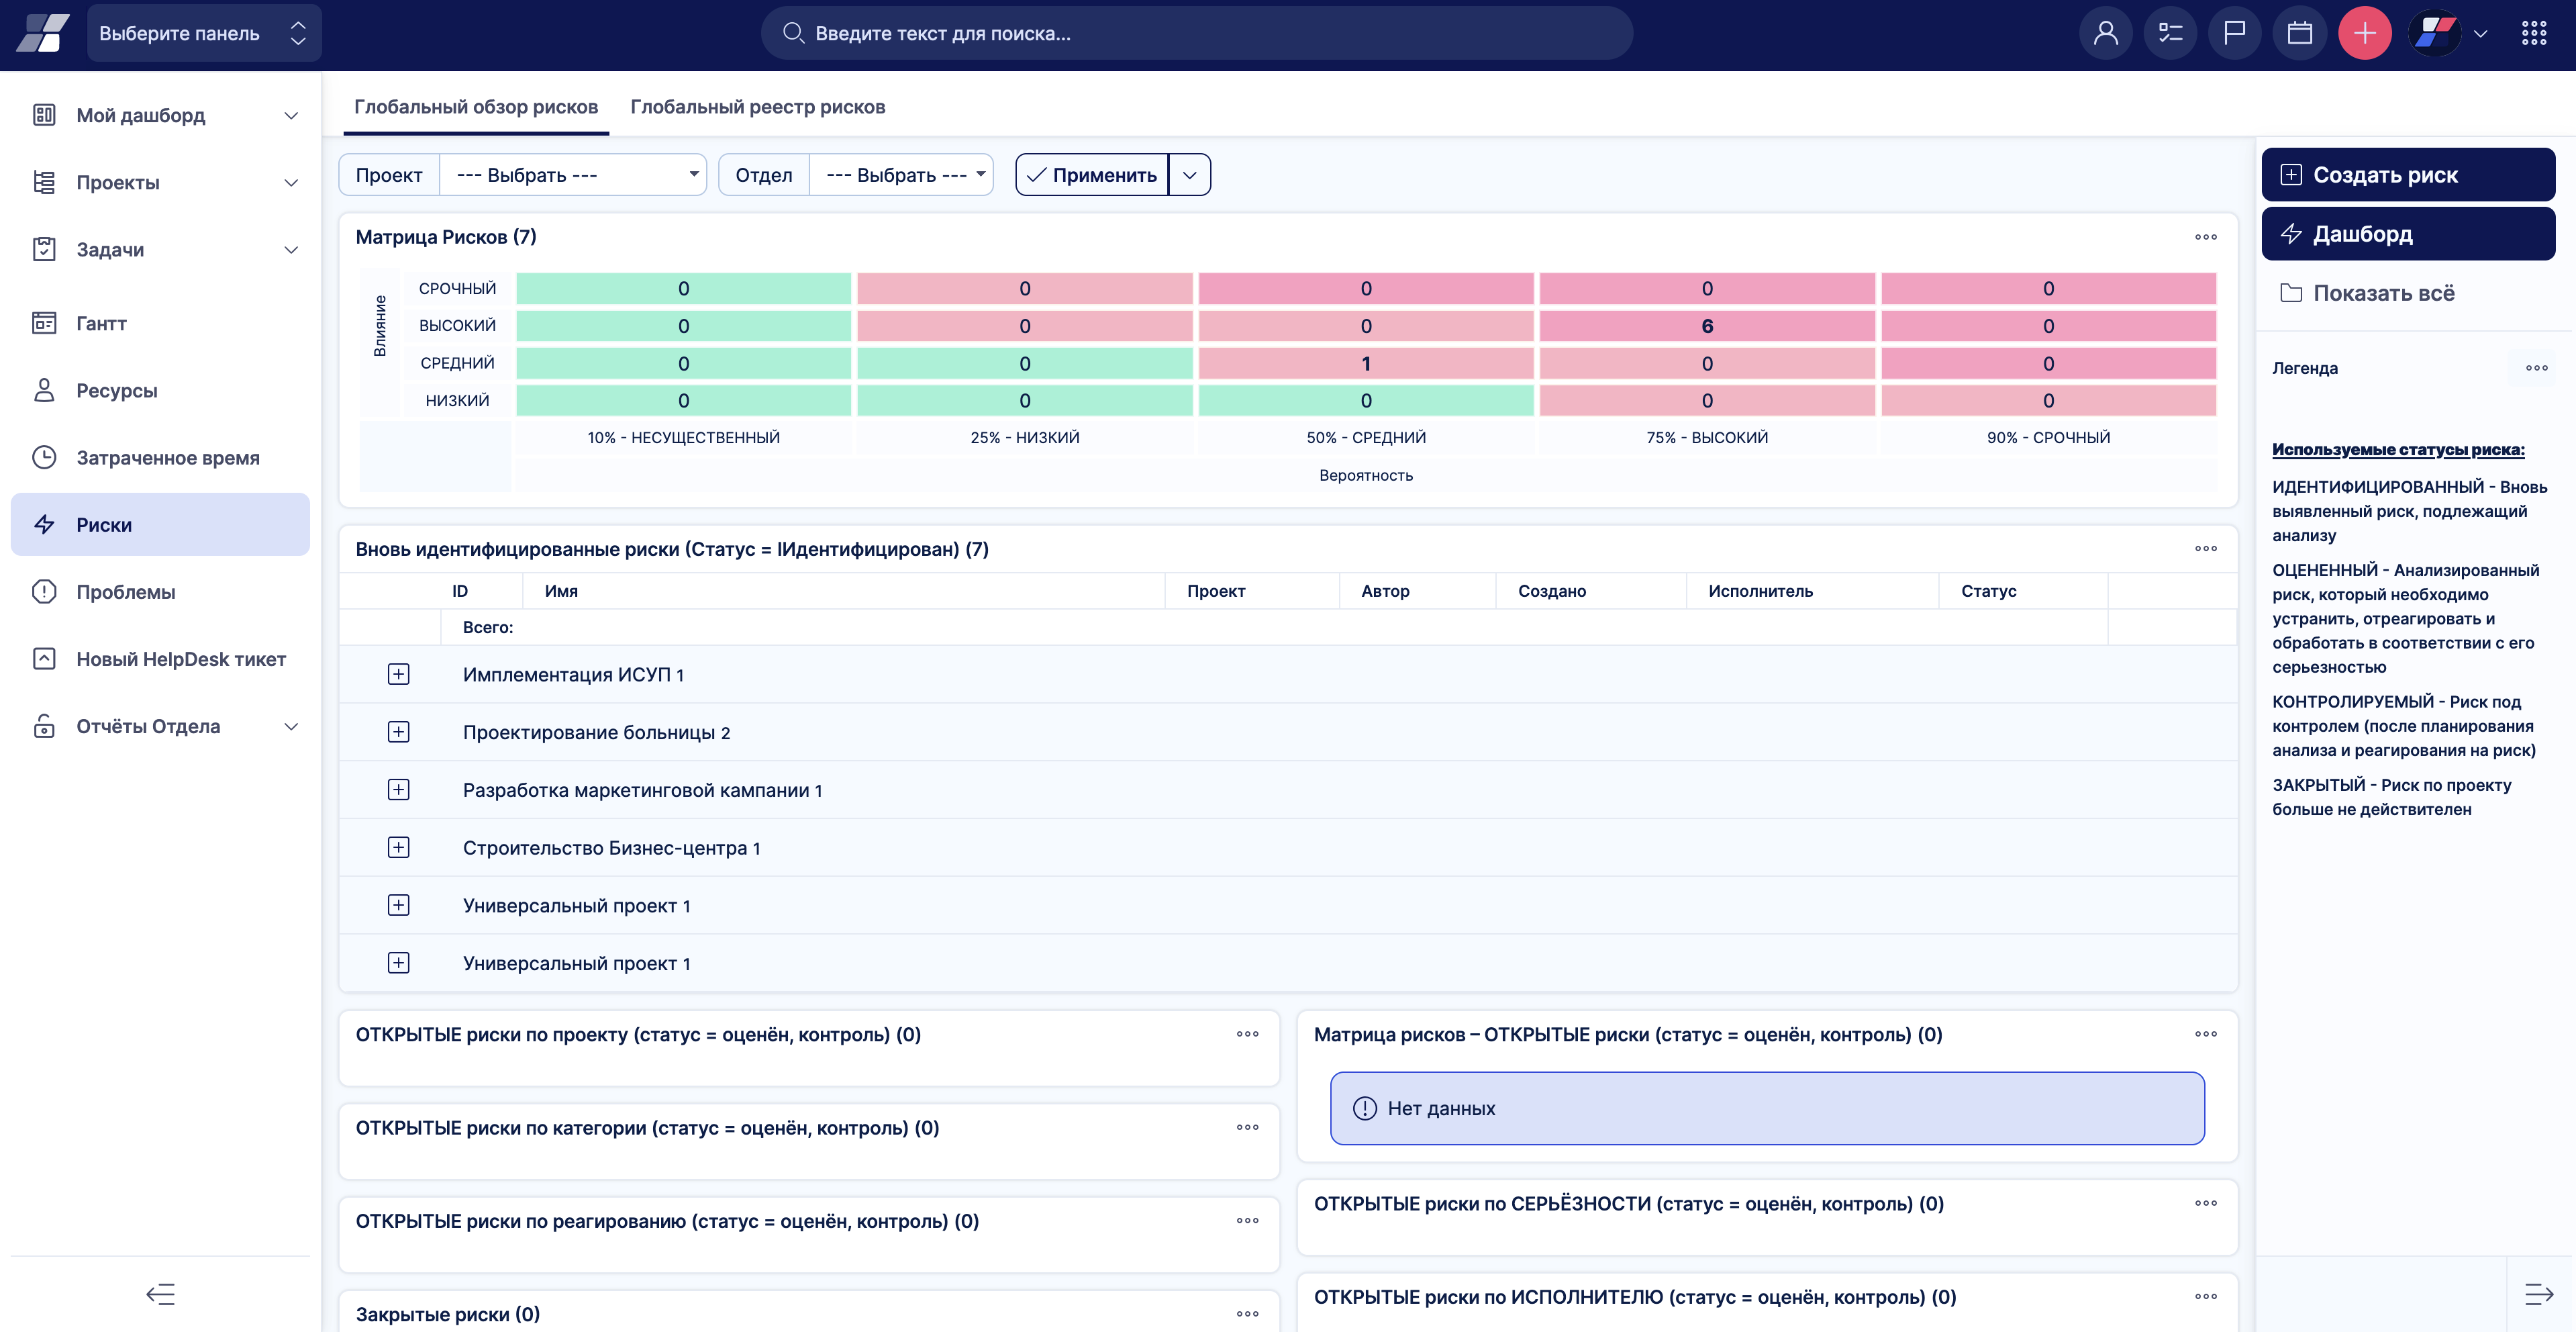 Выберите панель
Введите текст для поиска...
Мой дашборд
Проекты
Задачи
Гантт
Ресурсы
Затраченное время
Риски
Проблемы
Новый HelpDesk тикет
Отчёты Отдела
Глобальный обзор рисков
Глобальный реестр рисков
Проект --- Выбрать ---
Отдел --- Выбрать ---
Применить
Матрица Рисков (7)
Влияние
СРОЧНЫЙ 0 0 0 0 0
ВЫСОКИЙ 0 0 0 6 0
СРЕДНИЙ 0 0 1 0 0
НИЗКИЙ 0 0 0 0 0
10% - НЕСУЩЕСТВЕННЫЙ 25% - НИЗКИЙ 50% - СРЕДНИЙ 75% - ВЫСОКИЙ 90% - СРОЧНЫЙ
Вероятность
Вновь идентифицированные риски (Статус = IИдентифицирован) (7)
ID Имя Проект Автор Создано Исполнитель Статус
Всего:
Имплементация ИСУП 1
Проектирование больницы 2
Разработка маркетинговой кампании 1
Строительство Бизнес-центра 1
Универсальный проект 1
Универсальный проект 1
ОТКРЫТЫЕ риски по проекту (статус = оценён, контроль) (0)
ОТКРЫТЫЕ риски по категории (статус = оценён, контроль) (0)
ОТКРЫТЫЕ риски по реагированию (статус = оценён, контроль) (0)
Закрытые риски (0)
Матрица рисков – ОТКРЫТЫЕ риски (статус = оценён, контроль) (0)
Нет данных
ОТКРЫТЫЕ риски по СЕРЬЁЗНОСТИ (статус = оценён, контроль) (0)
ОТКРЫТЫЕ риски по ИСПОЛНИТЕЛЮ (статус = оценён, контроль) (0)
Создать риск
Дашборд
Показать всё
Легенда
Используемые статусы риска:
ИДЕНТИФИЦИРОВАННЫЙ - Вновь
выявленный риск, подлежащий
анализу
ОЦЕНЕННЫЙ - Анализированный
риск, который необходимо
устранить, отреагировать и
обработать в соответствии с его
серьезностью
КОНТРОЛИРУЕМЫЙ - Риск под
контролем (после планирования
анализа и реагирования на риск)
ЗАКРЫТЫЙ - Риск по проекту
больше не действителен